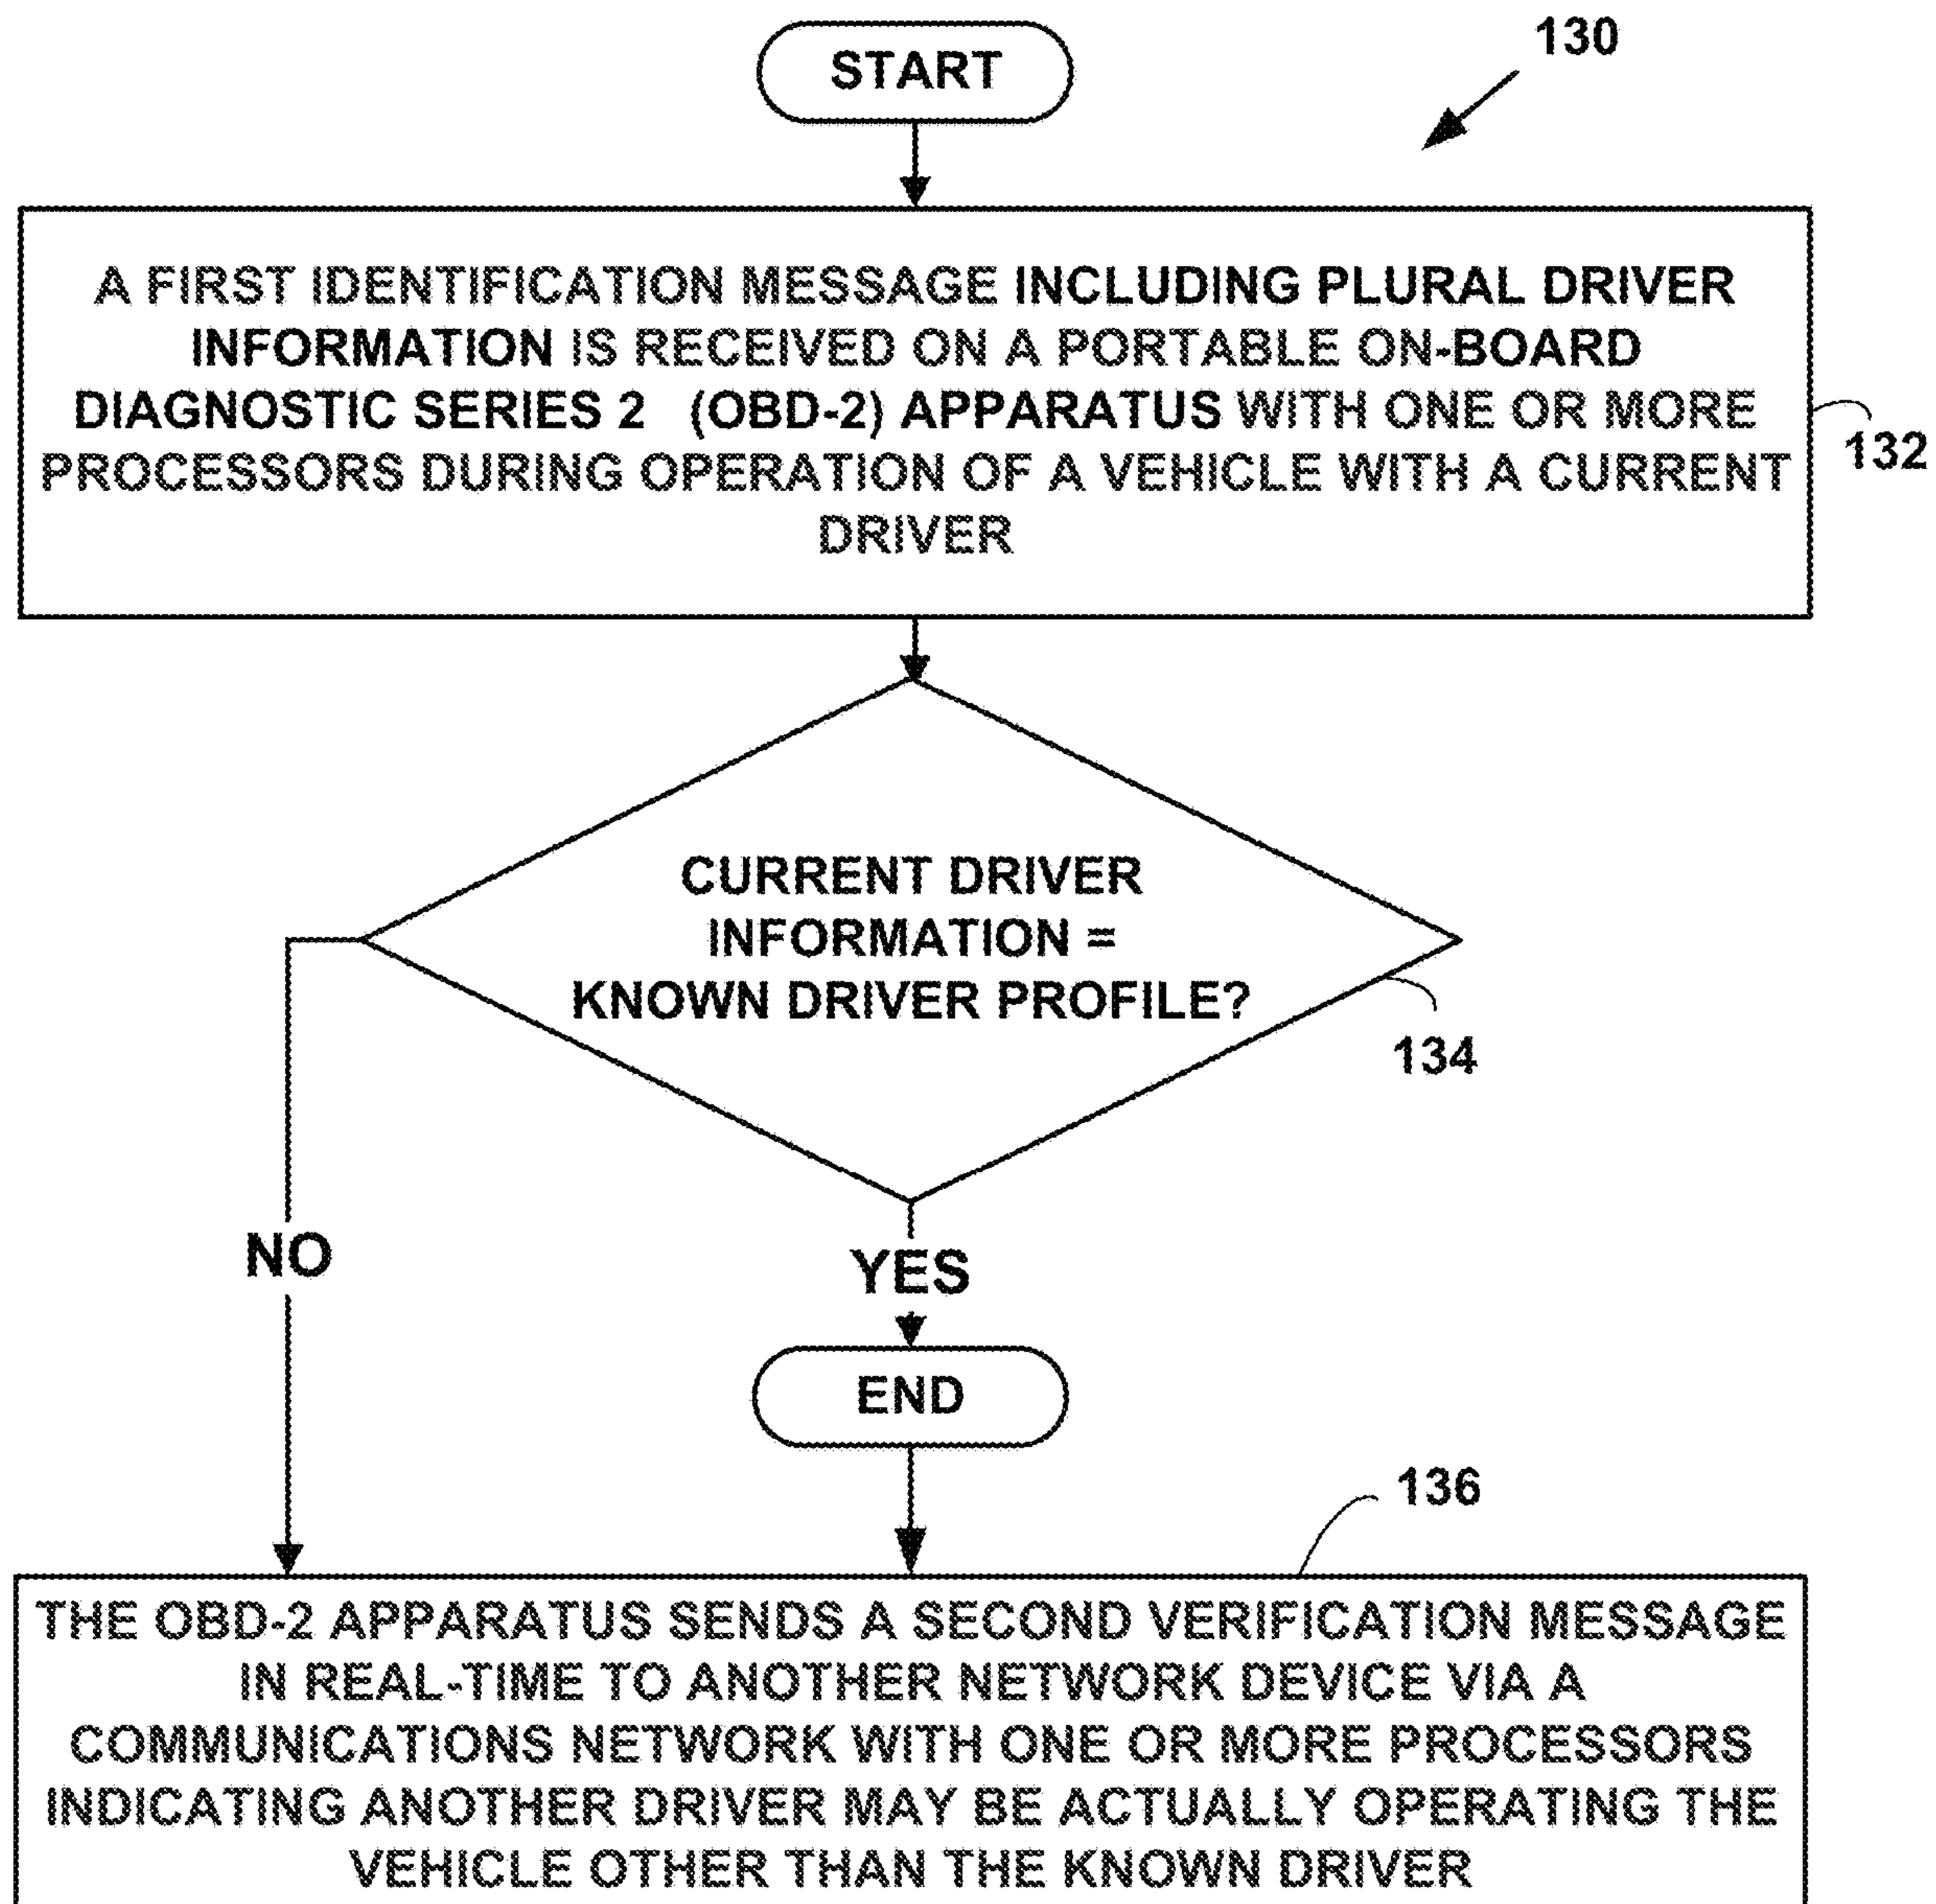 START
130
A FIRST IDENTIFICATION MESSAGE INCLUDING PLURAL DRIVER
INFORMATION IS RECEIVED ON A PORTABLE ON-BOARD
DIAGNOSTIC SERIES 2 (OBD-2) APPARATUS WITH ONE OR MORE
PROCESSORS DURING OPERATION OF A VEHICLE WITH A CURRENT
DRIVER
132
CURRENT DRIVER
INFORMATION =
KNOWN DRIVER PROFILE?
134
NO
YES
END
136
THE OBD-2 APPARATUS SENDS A SECOND VERIFICATION MESSAGE
IN REAL-TIME TO ANOTHER NETWORK DEVICE VIA A
COMMUNICATIONS NETWORK WITH ONE OR MORE PROCESSORS
INDICATING ANOTHER DRIVER MAY BE ACTUALLY OPERATING THE
VEHICLE OTHER THAN THE KNOWN DRIVER